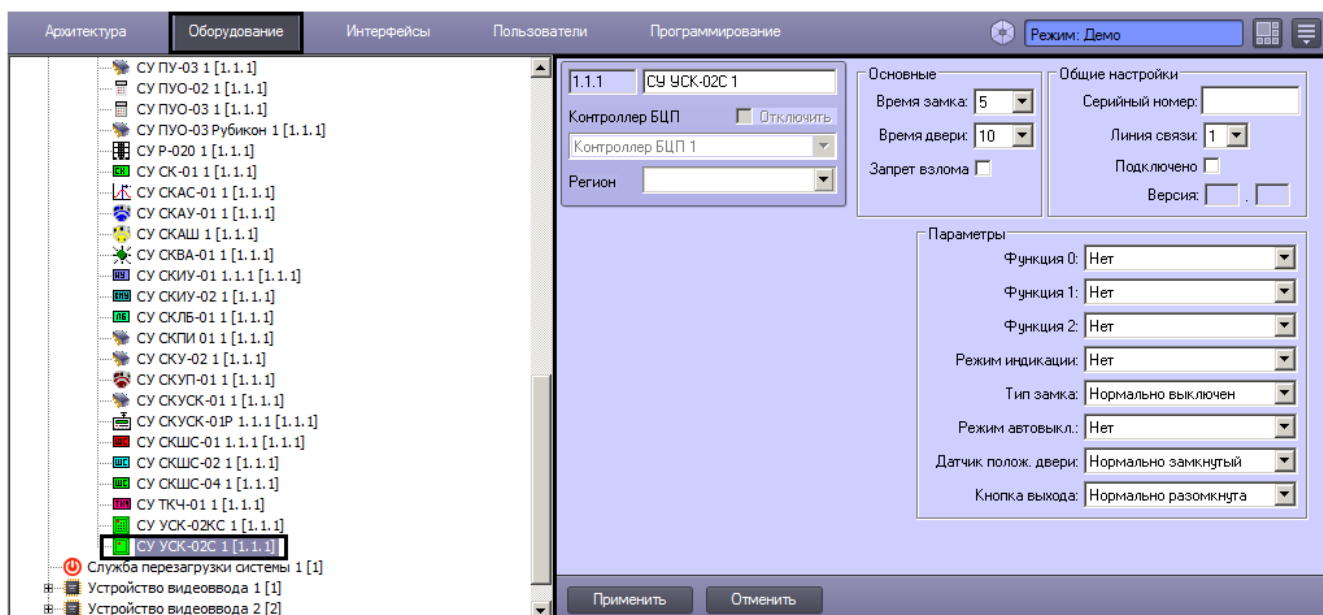 Архитектура
Оборудование
Интерфейсы
Пользователи
Программирование
Режим: Демо
СУ ПУ-03 1 [1.1.1]
СУ ПУО-02 1 [1.1.1]
СУ ПУО-03 1 [1.1.1]
СУ ПУО-03 Рубикон 1 [1.1.1]
СУ Р-020 1 [1.1.1]
СУ СК-01 1 [1.1.1]
СУ СКАС-01 1 [1.1.1]
СУ СКАУ-01 1 [1.1.1]
СУ СКАШ 1 [1.1.1]
СУ СКВА-01 1 [1.1.1]
СУ СКИУ-01 1.1.1 [1.1.1]
СУ СКИУ-02 1 [1.1.1]
СУ СКЛБ-01 1 [1.1.1]
СУ СКПИ 01 1 [1.1.1]
СУ СКУ-02 1 [1.1.1]
СУ СКУП-01 1 [1.1.1]
СУ СКУСК-01 1 [1.1.1]
СУ СКУСК-01Р 1.1.1 [1.1.1]
СУ СКШС-01 1.1.1 [1.1.1]
СУ СКШС-02 1 [1.1.1]
СУ СКШС-04 1 [1.1.1]
СУ ТКЧ-01 1 [1.1.1]
СУ УСК-02КС 1 [1.1.1]
СУ УСК-02С 1 [1.1.1]
Служба перезагрузки системы 1 [1]
Устройство видеоввода 1 [1]
Устройство видеоввода 2 [2]
1.1.1
СУ УСК-02С 1
Контроллер БЦП
Отключить
Контроллер БЦП 1
Регион
Основные
Время замка: 5
Время двери: 10
Запрет взлома
Общие настройки
Серийный номер:
Линия связи: 1
Подключено
Версия: .
Параметры
Функция 0: Нет
Функция 1: Нет
Функция 2: Нет
Режим индикации: Нет
Тип замка: Нормально выключен
Режим автовыкл.: Нет
Датчик полож. двери: Нормально замкнутый
Кнопка выхода: Нормально разомкнута
Применить
Отменить